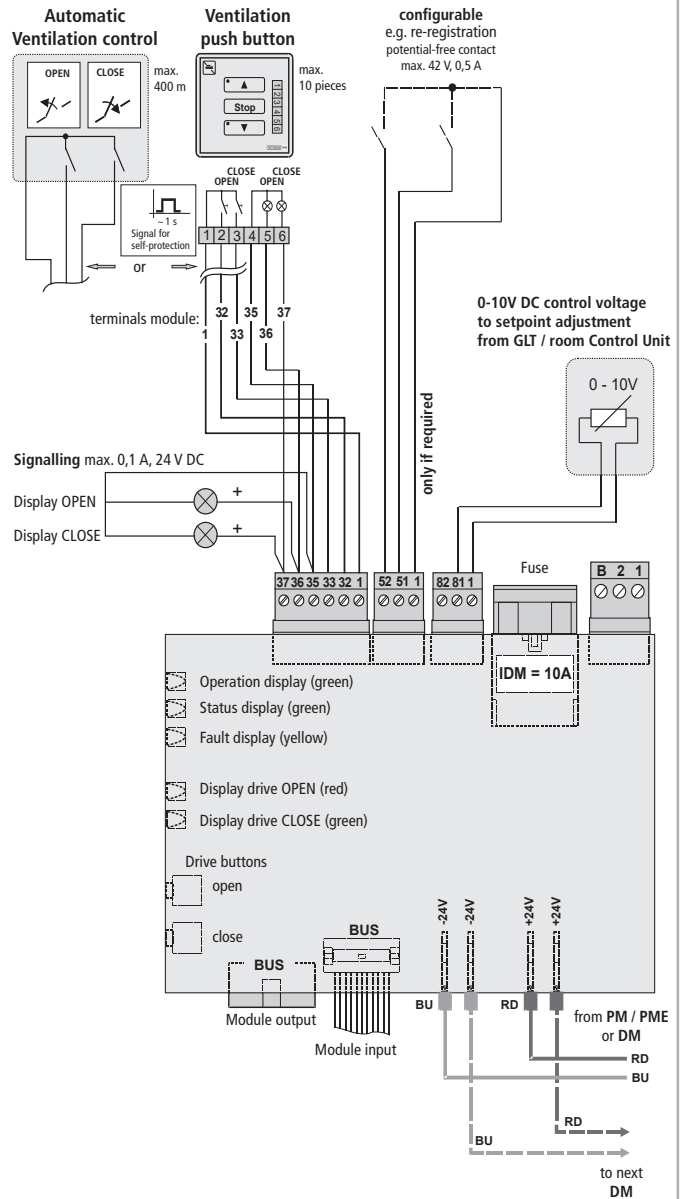 Automatic
Ventilation control
OPEN
CLOSE
max.
400 m
Ventilation
push button
▲
Stop
▼
1 2 3 4 5 6
max.
10 pieces
configurable
e.g. re-registration
potential-free contact
max. 42 V, 0,5 A
CLOSE CLOSE
OPEN OPEN
1 2 3 4 5 6
~ 1 s
Signal for
self-protection
or
terminals module:
32 35 37
1 33 36
only if required
0-10V DC control voltage
to setpoint adjustment
from GLT / room Control Unit
0 - 10V
Signalling max. 0,1 A, 24 V DC
Display OPEN
+
Display CLOSE
+
37 36 35 33 32 1
52 51 1
82 81 1
Fuse
B 2 1
IDM = 10A
Operation display (green)
Status display (green)
Fault display (yellow)
Display drive OPEN (red)
Display drive CLOSE (green)
Drive buttons
open
close
BUS
Module output
BUS
Module input
-24V -24V +24V +24V
BU
RD
from PM / PME
or DM
RD
BU
RD
BU
to next
DM